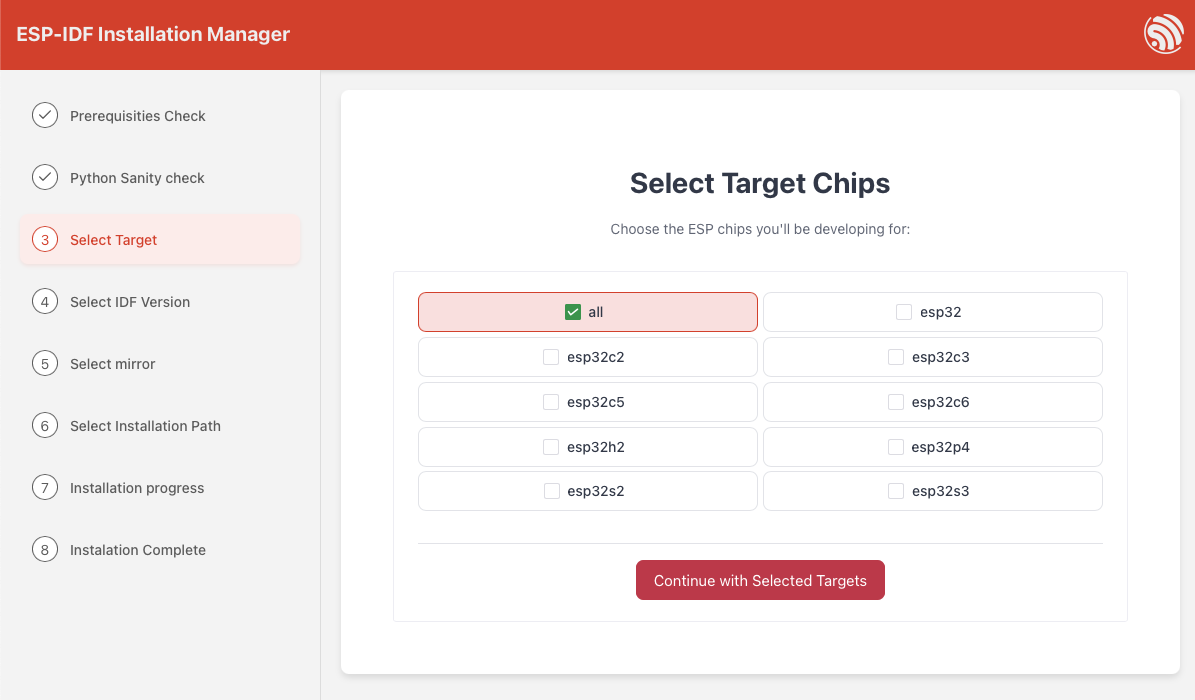 ESP-IDF Installation Manager
Prerequisities Check
Python Sanity check
3 Select Target
4 Select IDF Version
5 Select mirror
6 Select Installation Path
7 Installation progress
8 Instalation Complete
Select Target Chips
Choose the ESP chips you'll be developing for:
all
esp32
esp32c2
esp32c3
esp32c5
esp32c6
esp32h2
esp32p4
esp32s2
esp32s3
Continue with Selected Targets